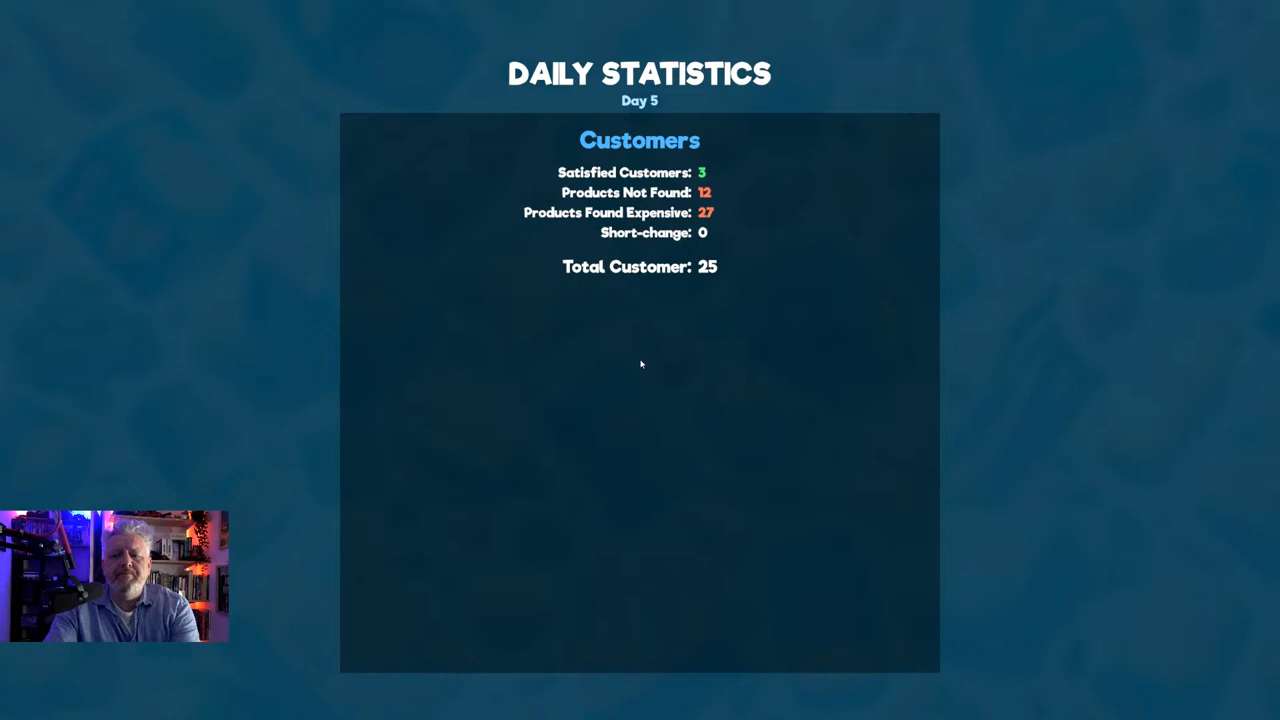 DAILY STATISTICS
Day 5
Customers
Satisfied Customers: 3
Products Not Found: 12
Products Found Expensive: 27
Short-change: 0
Total Customer: 25